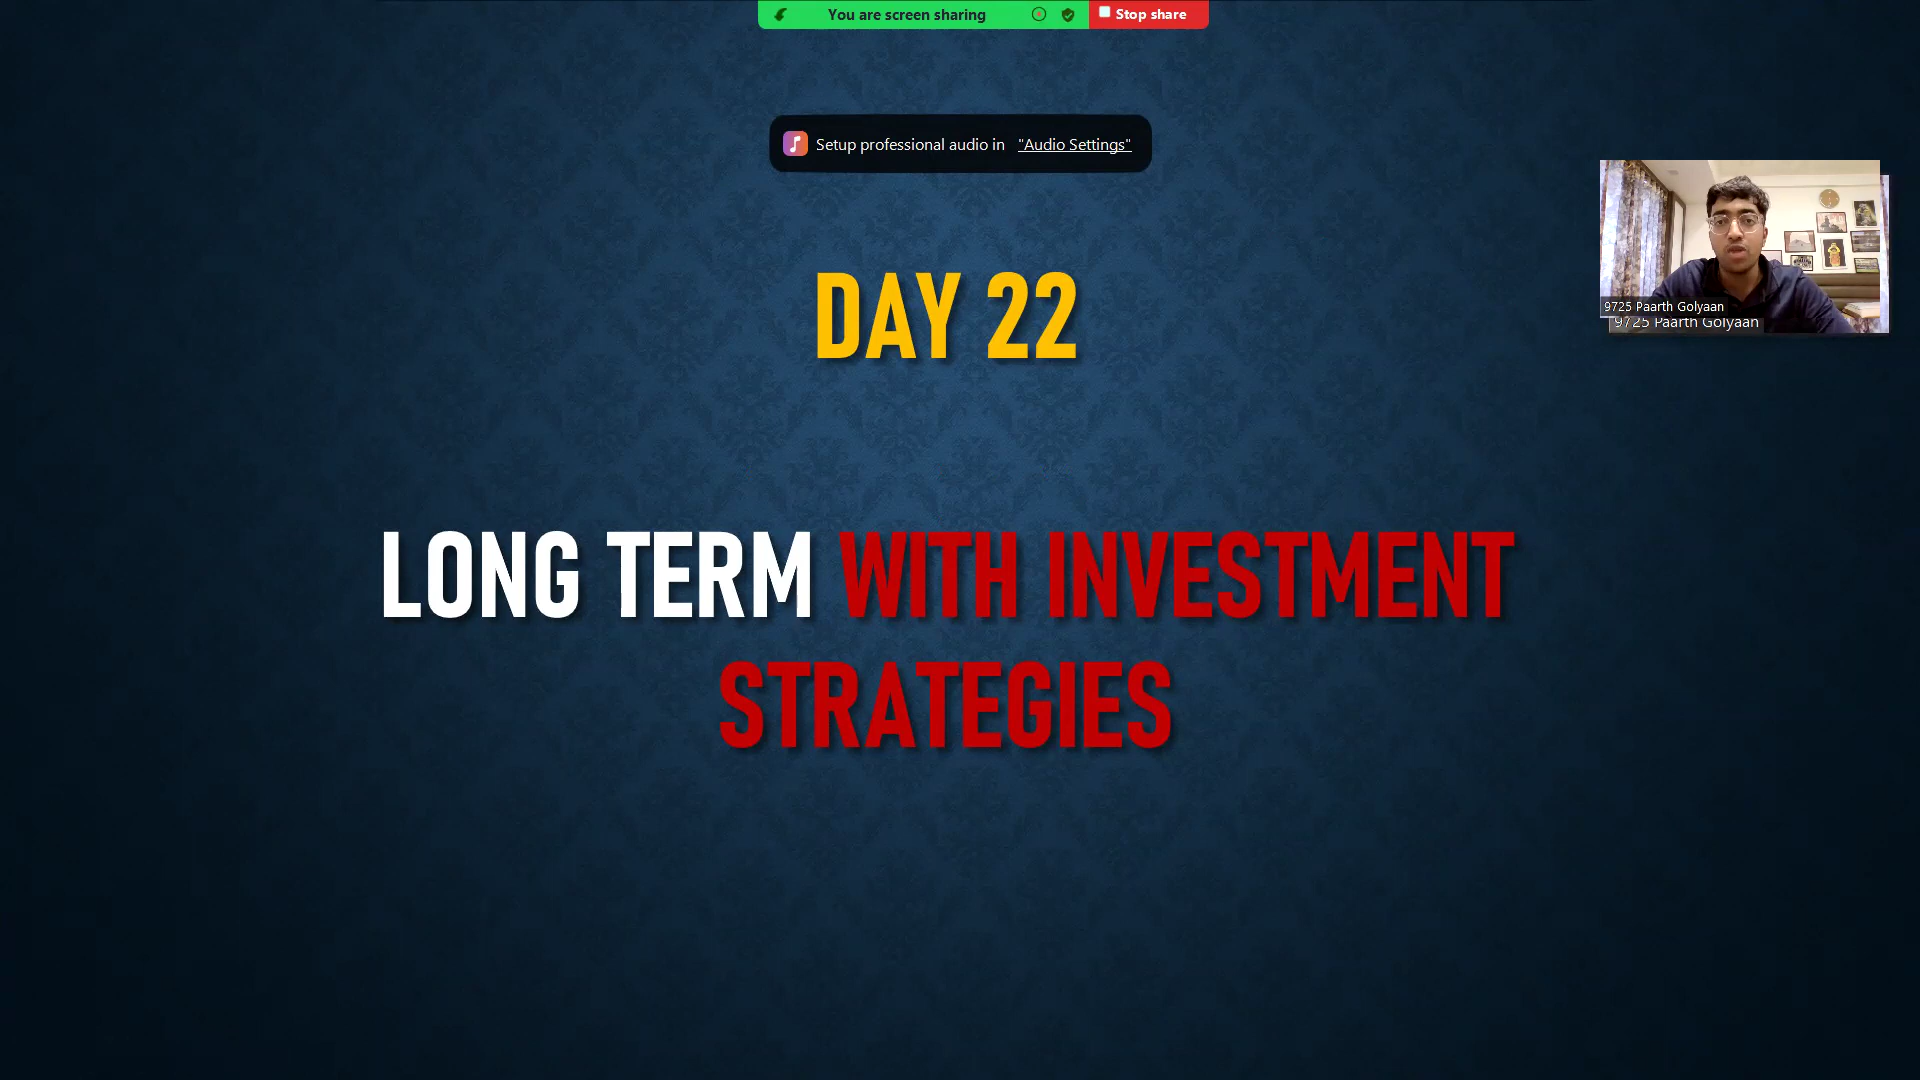 You are screen sharing
Stop share
Setup professional audio in "Audio Settings"
DAY 22
9725 Paarth Golyaan
9725 Paarth Golyaan
LONG TERM WITH INVESTMENT
STRATEGIES